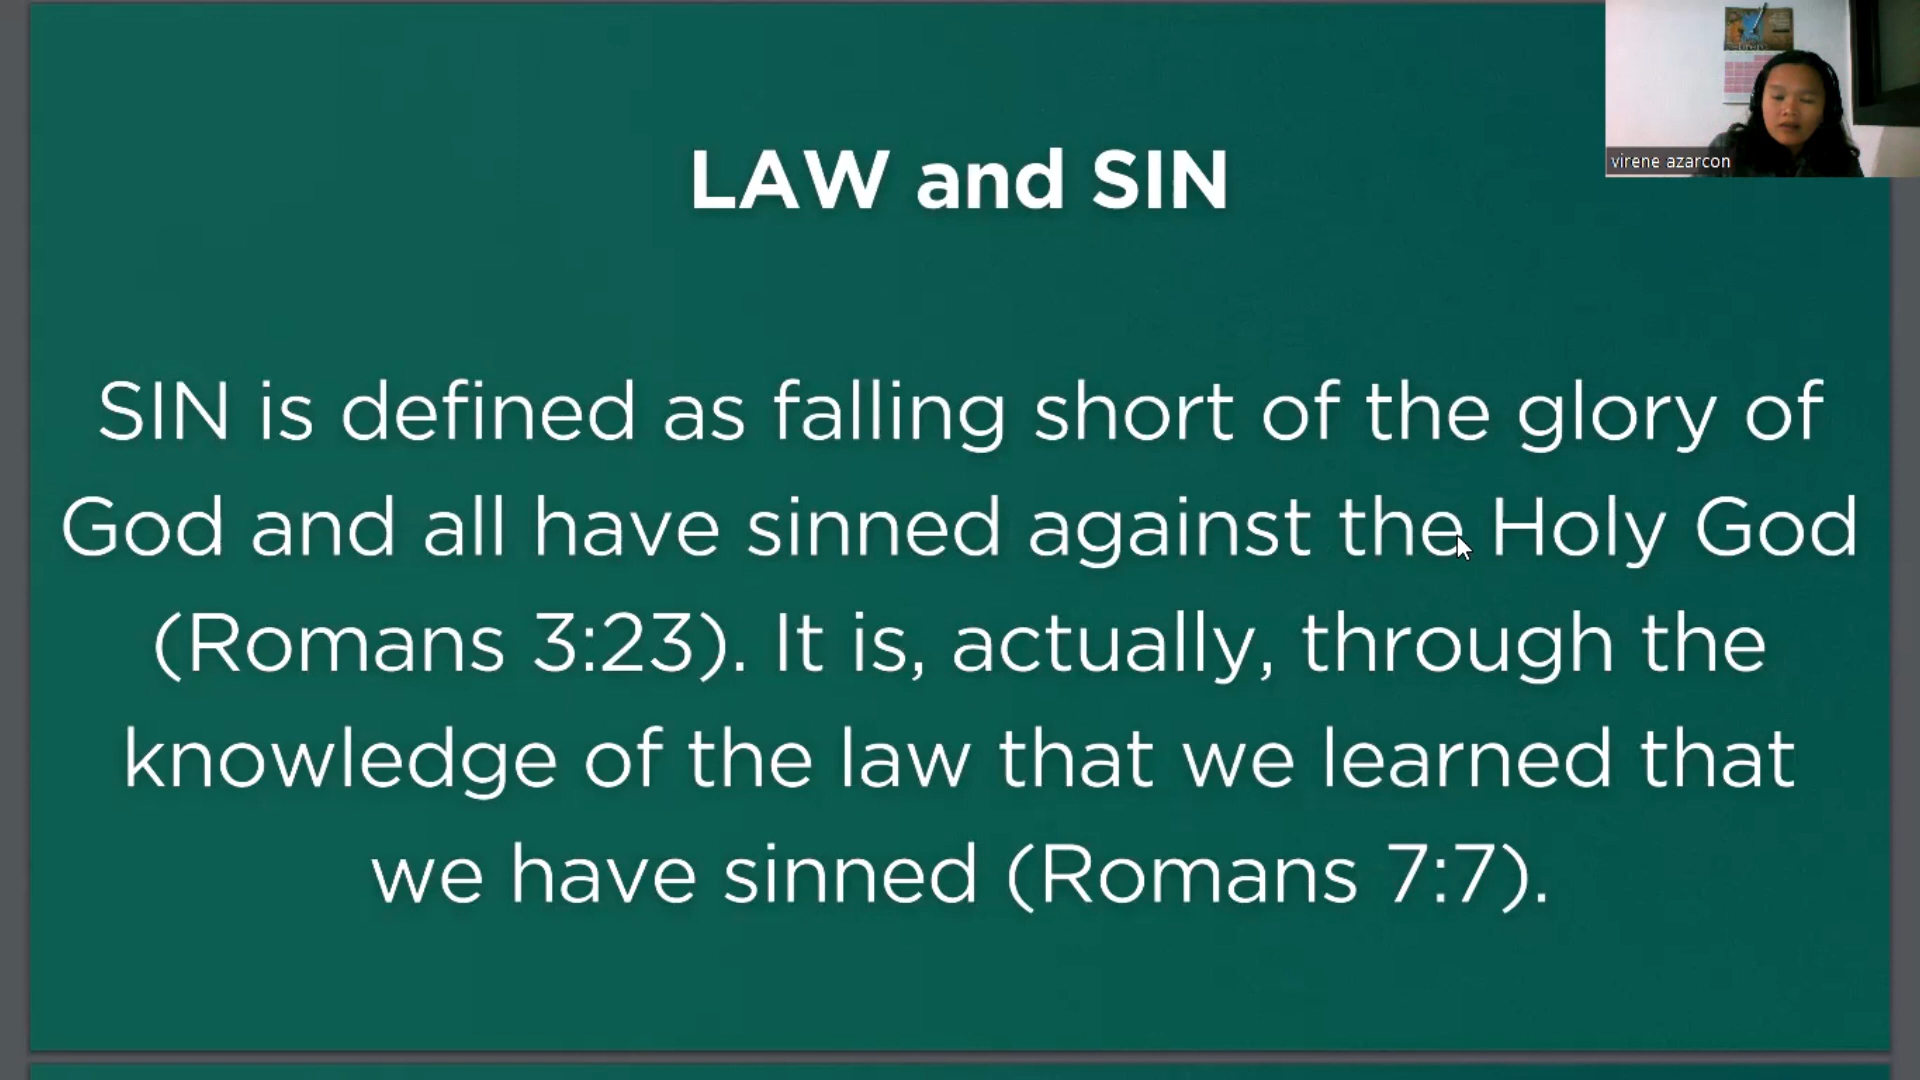 LAW and SIN
SIN is defined as falling short of the glory of
God and all have sinned against the Holy God
(Romans 3:23). It is, actually, through the
knowledge of the law that we learned that
we have sinned (Romans 7:7).
virene azarcon